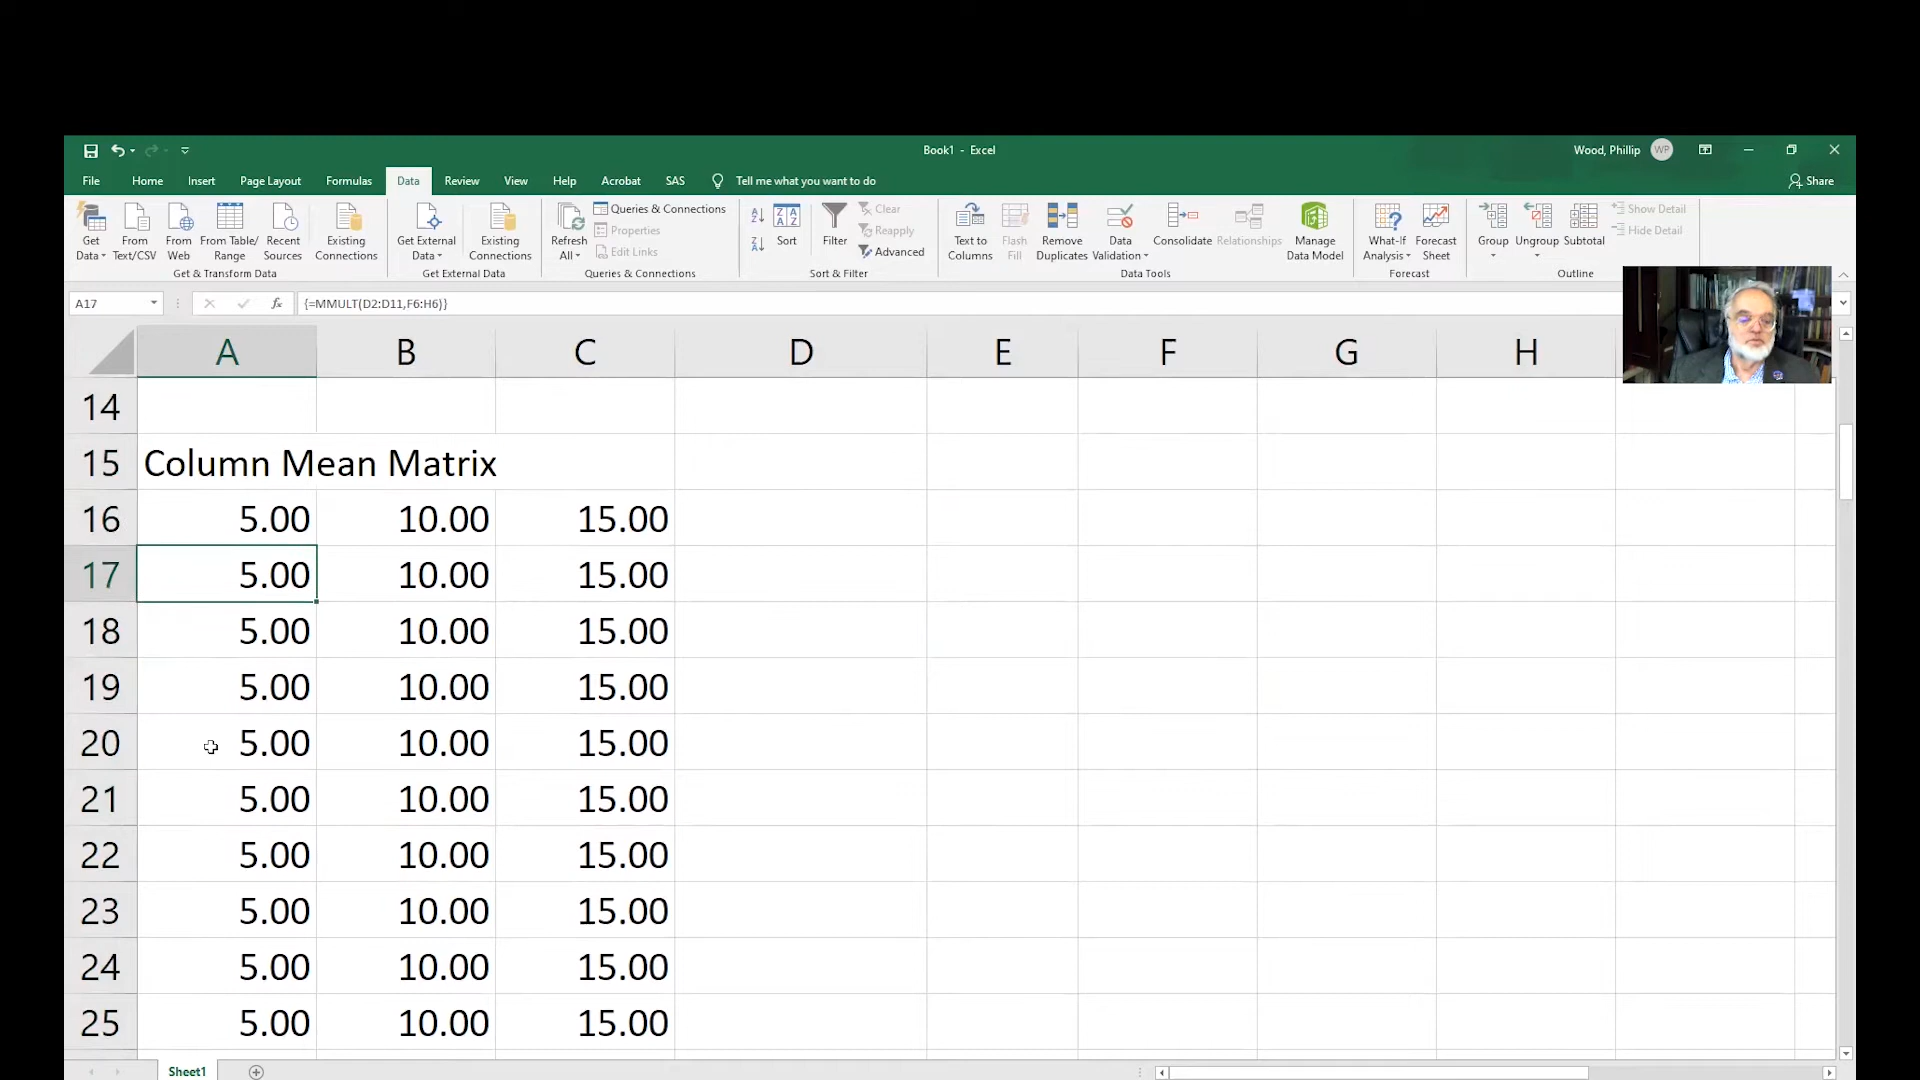 Book1 - Excel
Wood, Phillip WP
File Home Insert Page Layout Formulas Data Review View Help Acrobat SAS Tell me what you want to do Share
Get Data
From Text/CSV
From Web
From Table/ Range
Recent Sources
Existing Connections
Get & Transform Data
Get External Data
Existing Connections
Get External Data
Refresh All
Queries & Connections
Properties
Edit Links
Queries & Connections
Sort
Filter
Clear
Reapply
Advanced
Sort & Filter
Text to Columns
Flash Fill
Remove Duplicates
Data Validation
Consolidate
Relationships
Manage Data Model
Data Tools
What-If Analysis
Forecast Sheet
Forecast
Group
Ungroup
Subtotal
Show Detail
Hide Detail
Outline
A17 fx {=MMULT(D2:D11,F6:H6)}
A B C D E F G H
14
15 Column Mean Matrix
16 5.00 10.00 15.00
17 5.00 10.00 15.00
18 5.00 10.00 15.00
19 5.00 10.00 15.00
20 5.00 10.00 15.00
21 5.00 10.00 15.00
22 5.00 10.00 15.00
23 5.00 10.00 15.00
24 5.00 10.00 15.00
25 5.00 10.00 15.00
Sheet1